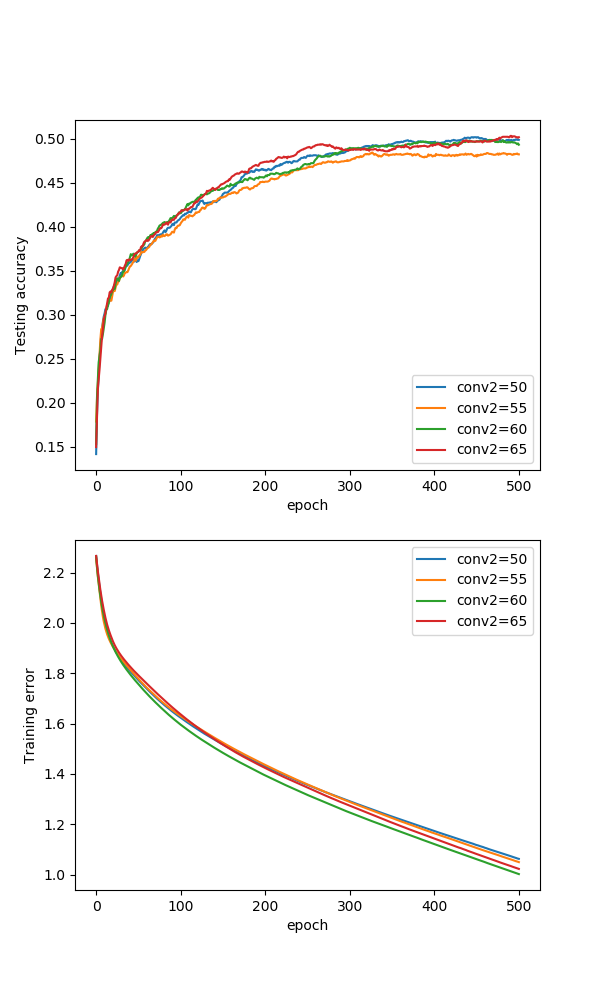 0.50
0.45
0.40
0.35
0.30
0.25
0.20
0.15
Testing accuracy
conv2=50
conv2=55
conv2=60
conv2=65
0 100 200 300 400 500
epoch
2.2
2.0
1.8
1.6
1.4
1.2
1.0
Training error
conv2=50
conv2=55
conv2=60
conv2=65
0 100 200 300 400 500
epoch